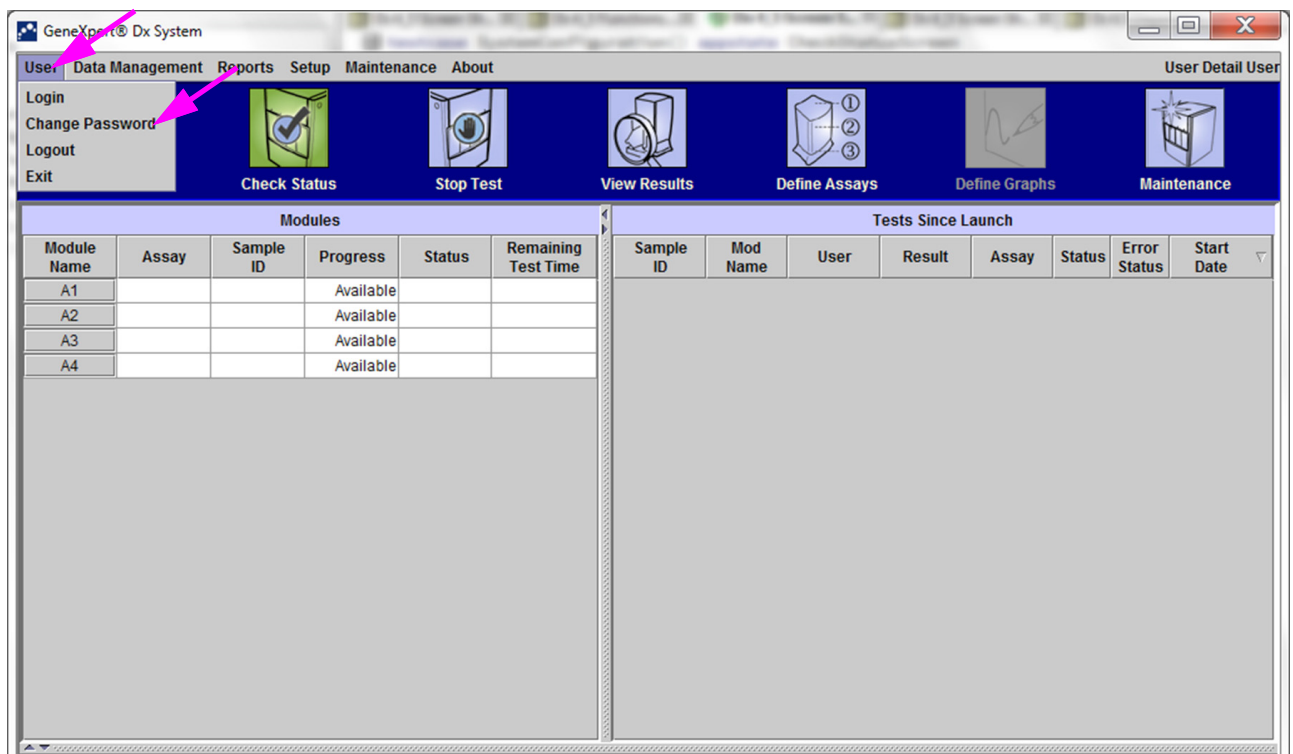 GeneXpert® Dx System
User Data Management Reports Setup Maintenance About User Detail User
Login
Change Password
Logout
Exit
Check Status Stop Test View Results Define Assays Define Graphs Maintenance
① 
② 
③
Modules Tests Since Launch
Module Name Assay Sample ID Progress Status Remaining Test Time Sample ID Mod Name User Result Assay Status Error Status Start Date
A1 Available
A2 Available
A3 Available
A4 Available